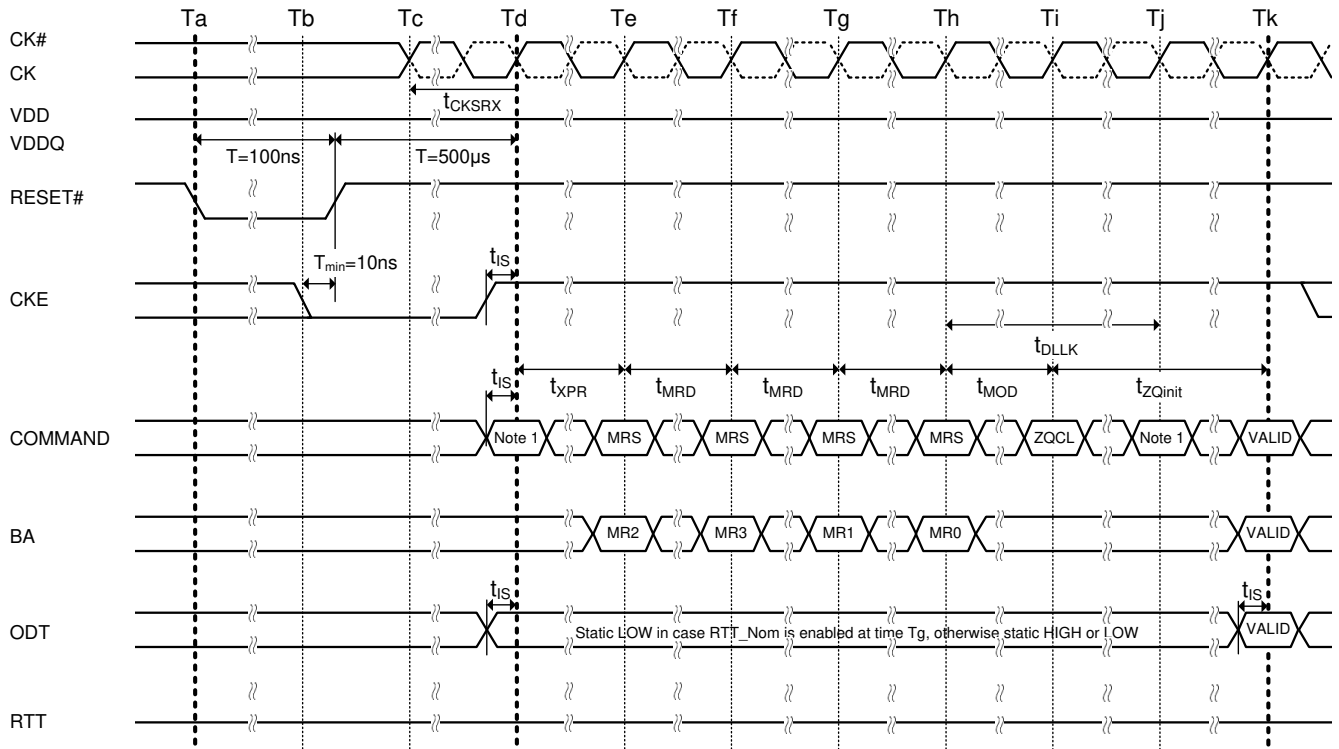 Ta Tb Tc Td Te Tf Tg Th Ti Tj Tk
CK#
CK
tCKSRX
VDD
VDDQ
T=100ns T=500µs
RESET#
Tmin=10ns
tIS
CKE
tDLLK
tIS tXPR tMRD tMRD tMRD tMOD tZQinit
COMMAND Note 1 MRS MRS MRS MRS ZQCL Note 1 VALID
BA MR2 MR3 MR1 MR0 VALID
tIS tIS
ODT Static LOW in case RTT_Nom is enabled at time Tg, otherwise static HIGH or LOW VALID
RTT